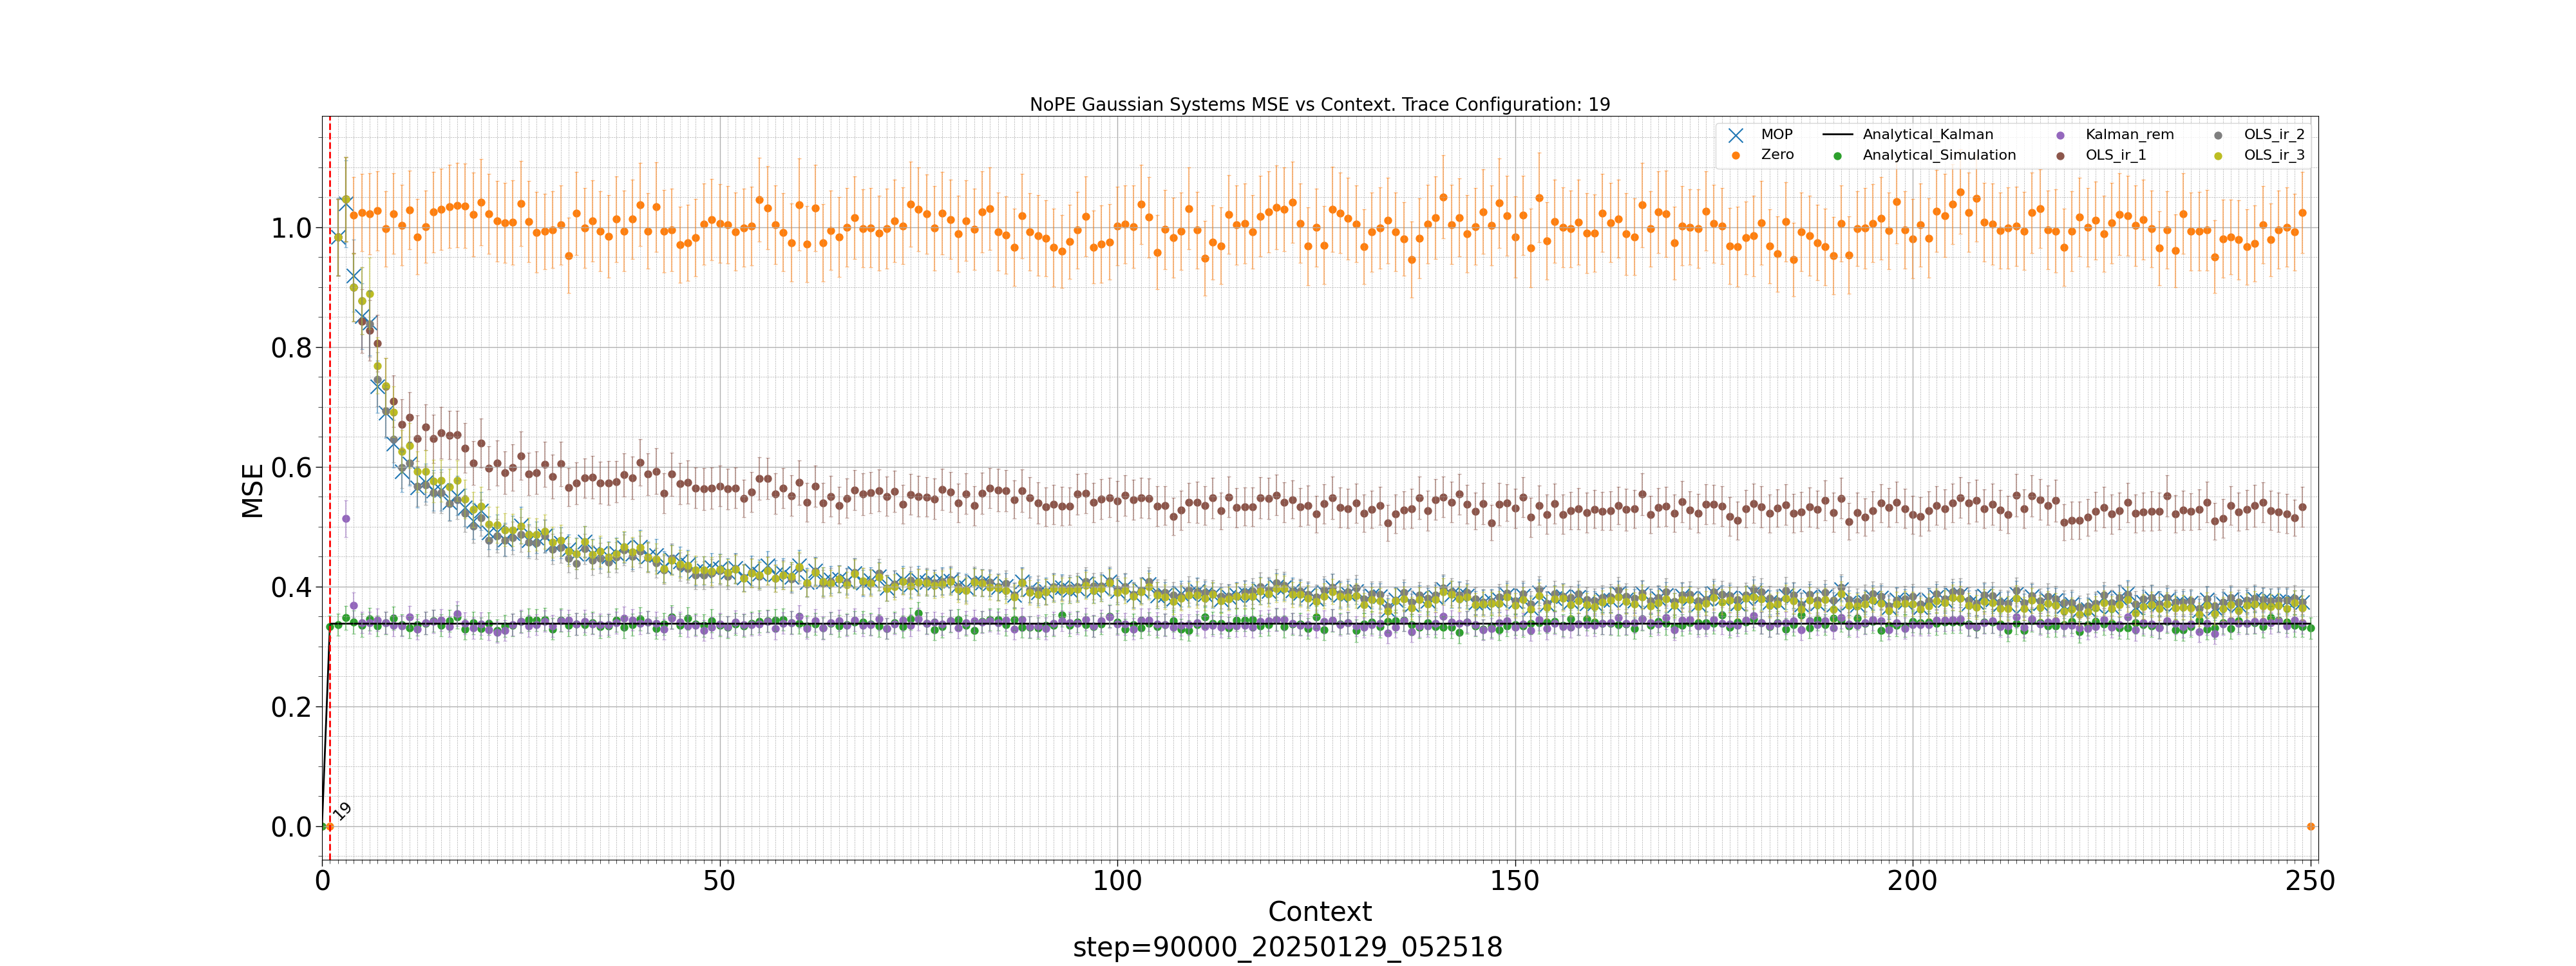 NoPE Gaussian Systems MSE vs Context. Trace Configuration: 19
MOP
Zero
Analytical_Kalman
Analytical_Simulation
Kalman_rem
OLS_ir_1
OLS_ir_2
OLS_ir_3
MSE
1.0
0.8
0.6
0.4
0.2
0.0
19
0
50
100
150
200
250
Context
step=90000_20250129_052518